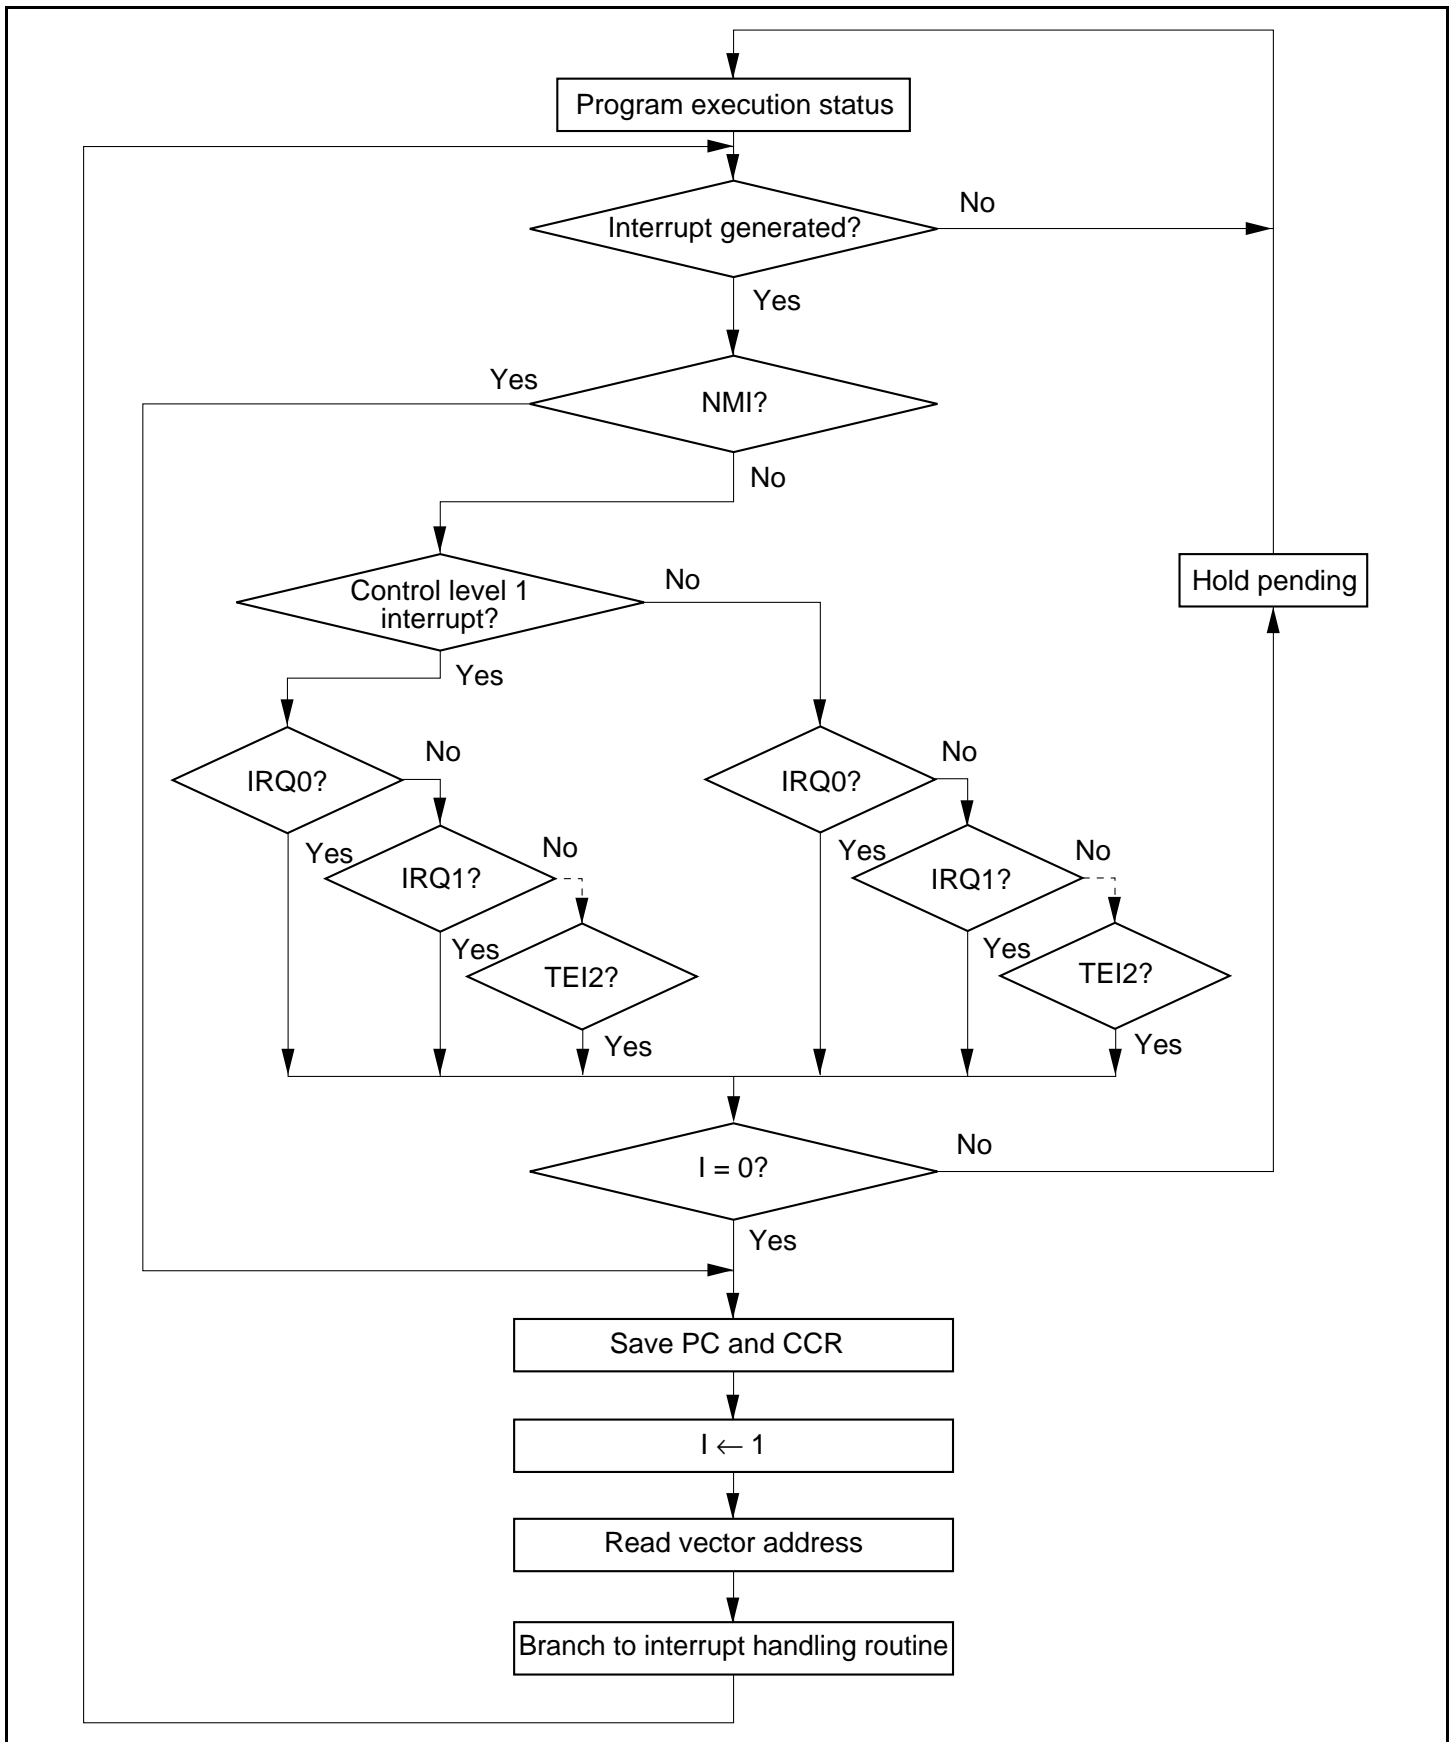 Program execution status
Interrupt generated?
No
Yes
Yes
NMI?
No
Control level 1
interrupt?
No
Hold pending
Yes
IRQ0?
No
IRQ0?
No
Yes
IRQ1?
No
Yes
IRQ1?
No
Yes
TEI2?
Yes
TEI2?
Yes
Yes
I = 0?
No
Yes
Save PC and CCR
I ← 1
Read vector address
Branch to interrupt handling routine